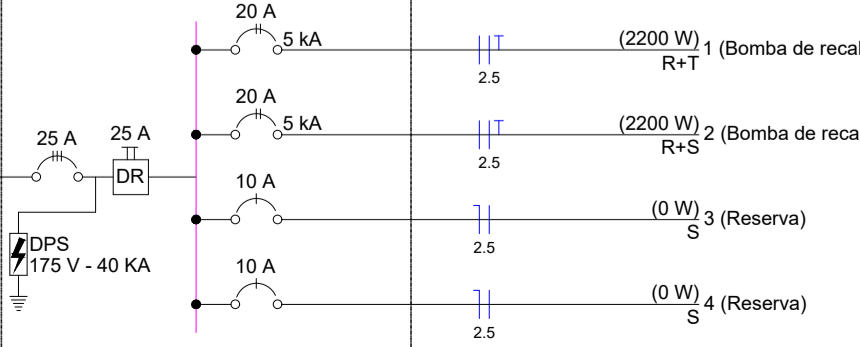 20 A
5 kA
(2200 W)
R+T
1 (Bomba de recal
T
2.5
20 A
5 kA
(2200 W)
R+S
2 (Bomba de reca
T
2.5
25 A
25 A
DR
10 A
(0 W)
S
3 (Reserva)
2.5
DPS
175 V - 40 KA
10 A
(0 W)
S
4 (Reserva)
2.5